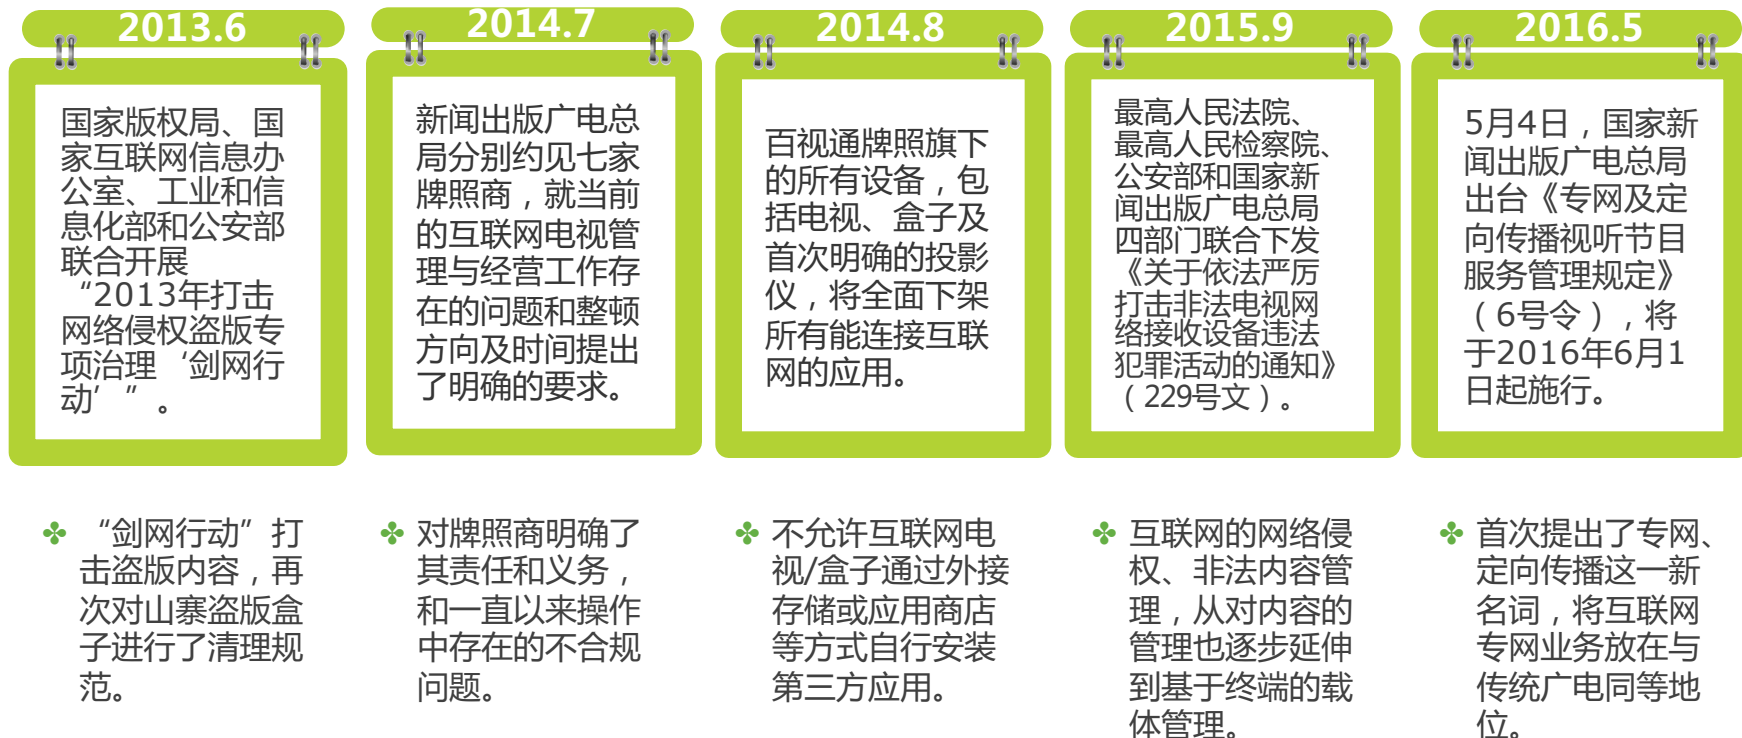 2013.6
国家版权局、国
家互联网信息办
公室、工业和信
息化部和公安部
联合开展
“2013年打击
网络侵权盗版专
项治理‘剑网行
动’”。
2014.7
新闻出版广电总
局分别约见七家
牌照商，就当前
的互联网电视管
理与经营工作存
在的问题和整顿
方向及时间提出
了明确的要求。
2014.8
百视通牌照旗下
的所有设备，包
括电视、盒子及
首次明确的投影
仪，将全面下架
所有能连接互联
网的应用。
2015.9
最高人民法院、
最高人民检察院、
公安部和国家新
闻出版广电总局
四部门联合下发
《关于依法严厉
打击非法电视网
络接收设备违法
犯罪活动的通知》
（229号文）。
2016.5
5月4日，国家新
闻出版广电总局
出台《专网及定
向传播视听节目
服务管理规定》
（6号令），将
于2016年6月1
日起施行。
“剑网行动”打
击盗版内容，再
次对山寨盗版盒
子进行了清理规
范。
对牌照商明确了
其责任和义务，
和一直以来操作
中存在的不合规
问题。
不允许互联网电
视/盒子通过外接
存储或应用商店
等方式自行安装
第三方应用。
互联网的网络侵
权、非法内容管
理，从对内容的
管理也逐步延伸
到基于终端的载
体管理。
首次提出了专网、
定向传播这一新
名词，将互联网
专网业务放在与
传统广电同等地
位。